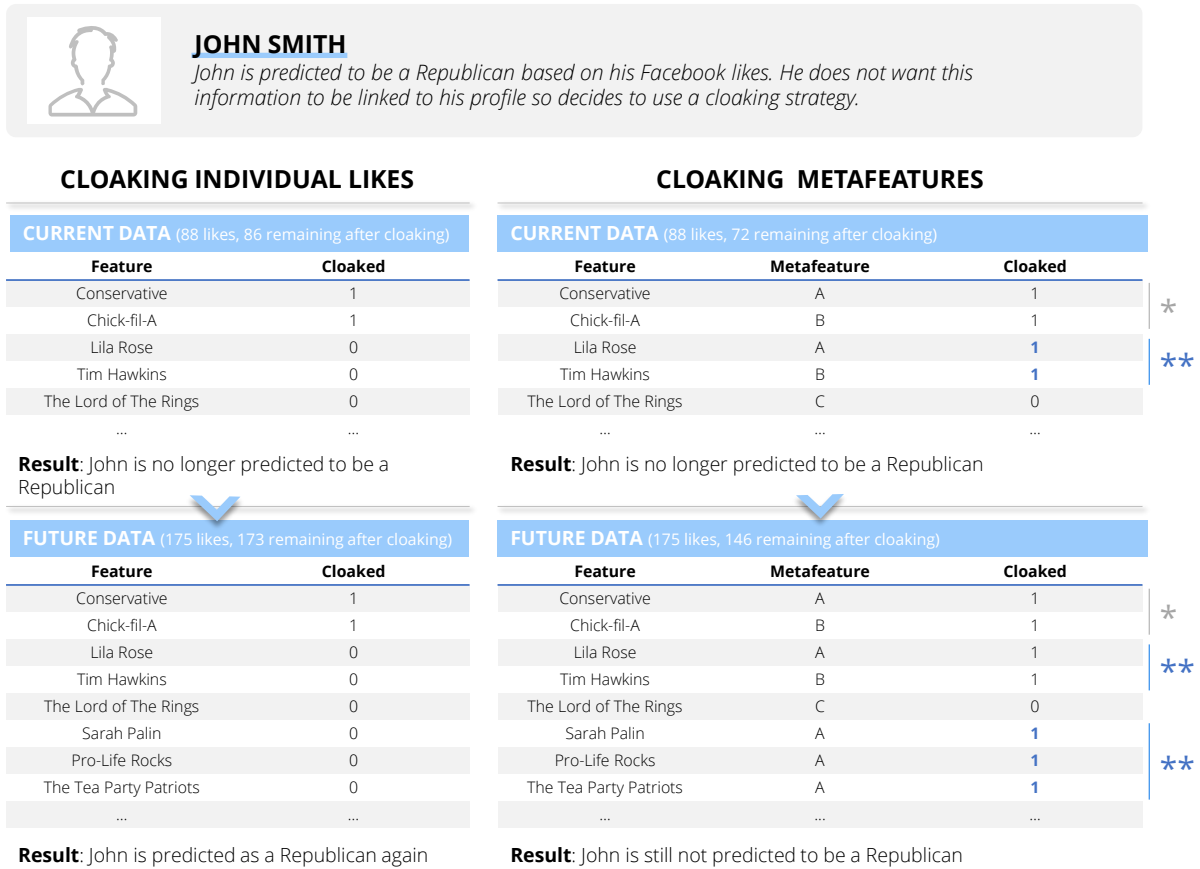 JOHN SMITH
John is predicted to be a Republican based on his Facebook likes. He does not want this
information to be linked to his profile so decides to use a cloaking strategy.
CLOAKING INDIVIDUAL LIKES
CURRENT DATA (88 likes, 86 remaining after cloaking)
Feature Cloaked
Conservative 1
Chick-fil-A 1
Lila Rose 0
Tim Hawkins 0
The Lord of The Rings 0
... ...
Result: John is no longer predicted to be a
Republican
FUTURE DATA (175 likes, 173 remaining after cloaking)
Feature Cloaked
Conservative 1
Chick-fil-A 1
Lila Rose 0
Tim Hawkins 0
The Lord of The Rings 0
Sarah Palin 0
Pro-Life Rocks 0
The Tea Party Patriots 0
... ...
Result: John is predicted as a Republican again
CLOAKING METAFEATURES
CURRENT DATA (88 likes, 72 remaining after cloaking)
Feature Metafeature Cloaked
Conservative A 1
Chick-fil-A B 1
*
Lila Rose A 1
Tim Hawkins B 1
**
The Lord of The Rings C 0
... ... ...
Result: John is no longer predicted to be a Republican
FUTURE DATA (175 likes, 146 remaining after cloaking)
Feature Metafeature Cloaked
Conservative A 1
Chick-fil-A B 1
*
Lila Rose A 1
Tim Hawkins B 1
**
The Lord of The Rings C 0
Sarah Palin A 1
Pro-Life Rocks A 1
The Tea Party Patriots A 1
**
... ... ...
Result: John is still not predicted to be a Republican